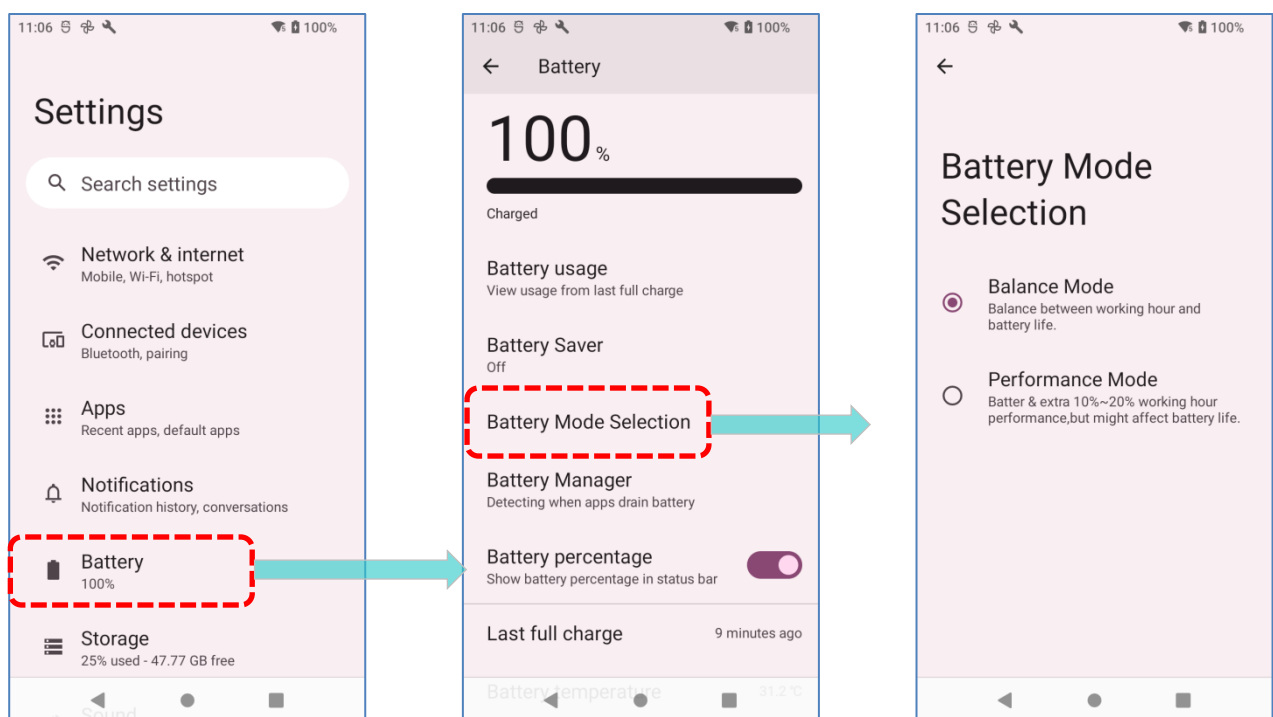 11:06 100%
Settings
Search settings
Network & internet
Mobile, Wi-Fi, hotspot
Connected devices
Bluetooth, pairing
Apps
Recent apps, default apps
Notifications
Notification history, conversations
Battery
100%
Storage
25% used - 47.77 GB free
Sound
11:06 100%
Battery
100 %
Charged
Battery usage
View usage from last full charge
Battery Saver
Off
Battery Mode Selection
Battery Manager
Detecting when apps drain battery
Battery percentage
Show battery percentage in status bar
Last full charge 9 minutes ago
Battery temperature 31.2 ℃
11:06 100%
Battery Mode
Selection
Balance Mode
Balance between working hour and
battery life.
Performance Mode
Batter & extra 10%~20% working hour
performance,but might affect battery life.